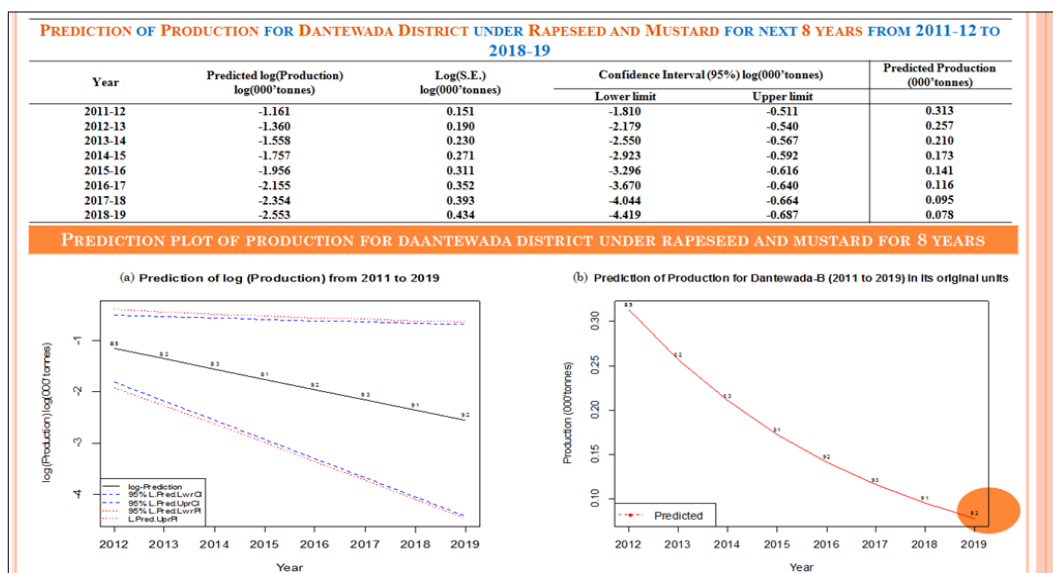 PREDICTION OF PRODUCTION FOR DANTEWADA DISTRICT UNDER RAPESEED AND MUSTARD FOR NEXT 8 YEARS FROM 2011-12 TO
2018-19
Year Predicted log(Production) log(000'tonnes) Log(S.E.) log(000'tonnes) Confidence Interval (95%) log(000'tonnes) Predicted Production (000'tonnes)
Lower limit Upper limit
2011-12 -1.161 0.151 -1.810 -0.511 0.313
2012-13 -1.360 0.190 -2.179 -0.540 0.257
2013-14 -1.558 0.230 -2.550 -0.567 0.210
2014-15 -1.757 0.271 -2.923 -0.592 0.173
2015-16 -1.956 0.311 -3.296 -0.616 0.141
2016-17 -2.155 0.352 -3.670 -0.640 0.116
2017-18 -2.354 0.393 -4.044 -0.664 0.095
2018-19 -2.553 0.434 -4.419 -0.687 0.078
PREDICTION PLOT OF PRODUCTION FOR DAANTEWADA DISTRICT UNDER RAPESEED AND MUSTARD FOR 8 YEARS
(a) Prediction of log (Production) from 2011 to 2019
log(Production) log(000'tonnes)
-1
-2
-3
-4
log-Prediction
95% L.Pred.LwrCI
95% L.Pred.UprCI
95% L.Pred.LwrPI
L.Pred.UprPI
2012 2013 2014 2015 2016 2017 2018 2019
Year
(b) Prediction of Production for Dantewada-B (2011 to 2019) in its original units
Production (000'tonnes)
0.30
0.25
0.20
0.15
0.10
Predicted
2012 2013 2014 2015 2016 2017 2018 2019
Year